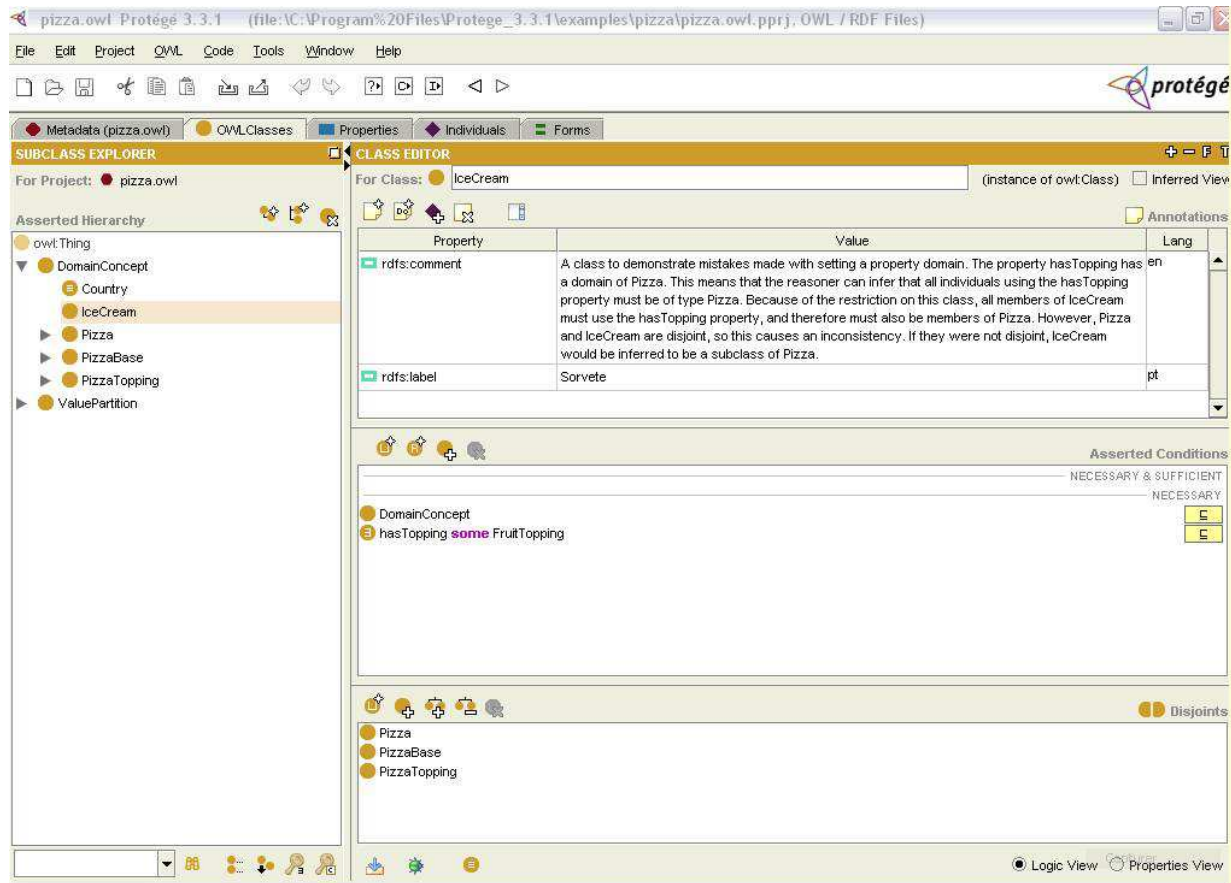 pizza.owl Protégé 3.3.1 (file:\C:\Program%20Files\Protege_3.3.1\examples\pizza\pizza.owl.pprj, OWL / RDF Files)
File Edit Project OWL Code Tools Window Help
protégé
Metadata (pizza.owl) OWLClasses Properties Individuals Forms
SUBCLASS EXPLORER
For Project: pizza.owl
Asserted Hierarchy
owl:Thing
DomainConcept
Country
IceCream
Pizza
PizzaBase
PizzaTopping
ValuePartition
CLASS EDITOR
For Class: IceCream (instance of owl:Class) Inferred View
Annotations
Property Value Lang
rdfs:comment A class to demonstrate mistakes made with setting a property domain. The property hasTopping has en
a domain of Pizza. This means that the reasoner can infer that all individuals using the hasTopping
property must be of type Pizza. Because of the restriction on this class, all members of IceCream
must use the hasTopping property, and therefore must also be members of Pizza. However, Pizza
and IceCream are disjoint, so this causes an inconsistency. If they were not disjoint, IceCream
would be inferred to be a subclass of Pizza.
rdfs:label Sorvete pt
Asserted Conditions
NECESSARY & SUFFICIENT
NECESSARY
DomainConcept
hasTopping some FruitTopping
Disjoints
Pizza
PizzaBase
PizzaTopping
Logic View Properties View